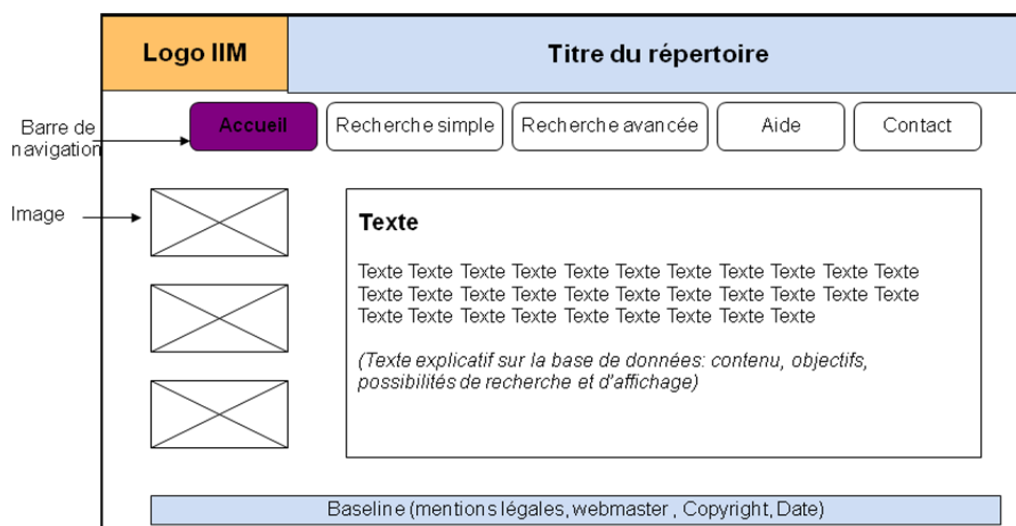 Logo IIM
Titre du répertoire
Barre de
navigation
Accueil
Recherche simple
Recherche avancée
Aide
Contact
Image
Texte
Texte Texte Texte Texte Texte Texte Texte Texte Texte Texte Texte
Texte Texte Texte Texte Texte Texte Texte Texte Texte Texte Texte
Texte Texte Texte Texte Texte Texte Texte Texte Texte
(Texte explicatif sur la base de données: contenu, objectifs,
possibilités de recherche et d'affichage)
Baseline (mentions légales, webmaster , Copyright, Date)